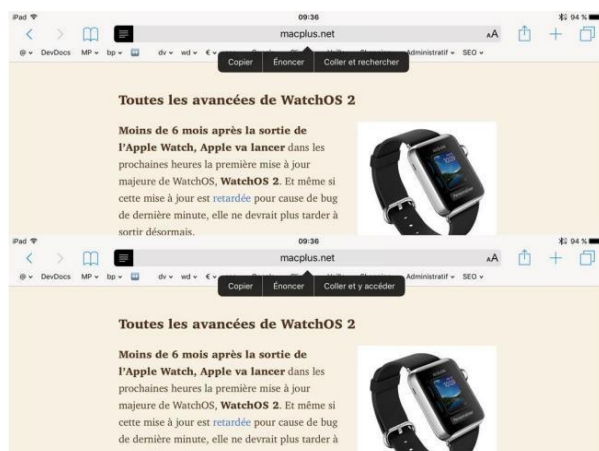 iPad 09:36 94 %
macplus.net AA
@ DevDocs MP bp dv wd € Administratif SEO
Copier Énoncer Coller et rechercher
Toutes les avancées de WatchOS 2
Moins de 6 mois après la sortie de
l'Apple Watch, Apple va lancer dans les
prochaines heures la première mise à jour
majeure de WatchOS, WatchOS 2. Et même si
cette mise à jour est retardée pour cause de bug
de dernière minute, elle ne devrait plus tarder à
sortir désormais.
iPad 09:36 94 %
macplus.net AA
@ DevDocs MP bp dv wd € Administratif SEO
Copier Énoncer Coller et y accéder
Toutes les avancées de WatchOS 2
Moins de 6 mois après la sortie de
l'Apple Watch, Apple va lancer dans les
prochaines heures la première mise à jour
majeure de WatchOS, WatchOS 2. Et même si
cette mise à jour est retardée pour cause de bug
de dernière minute, elle ne devrait plus tarder à